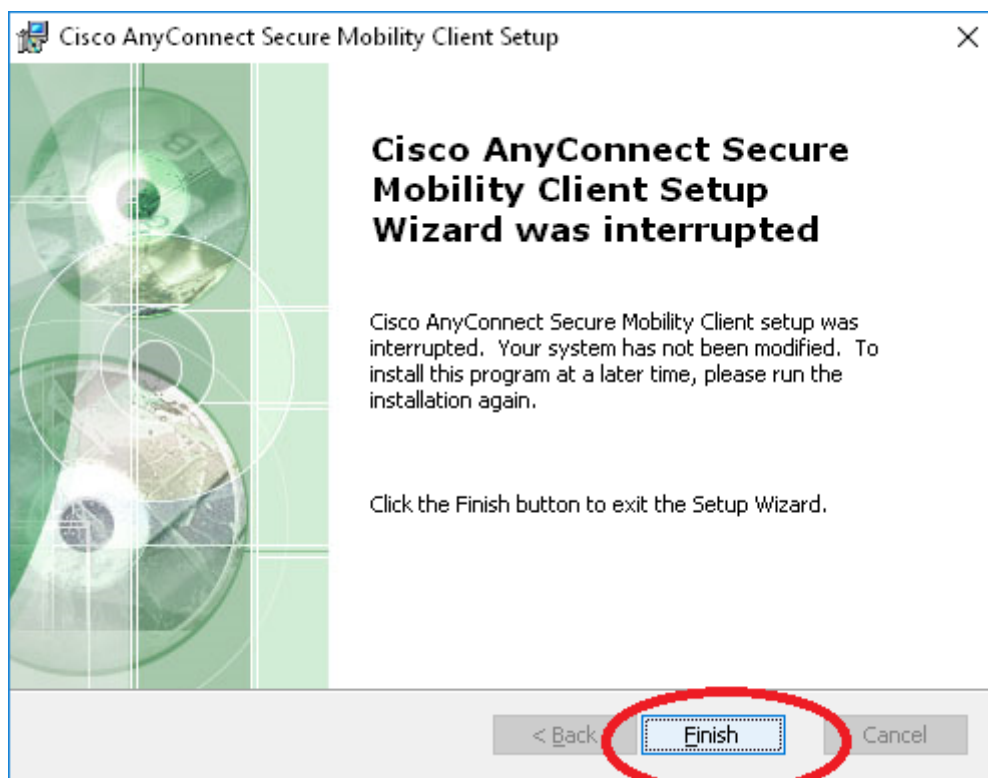 Cisco AnyConnect Secure Mobility Client Setup
Cisco AnyConnect Secure
Mobility Client Setup
Wizard was interrupted
Cisco AnyConnect Secure Mobility Client setup was
interrupted. Your system has not been modified. To
install this program at a later time, please run the
installation again.
Click the Finish button to exit the Setup Wizard.
< Back Finish Cancel